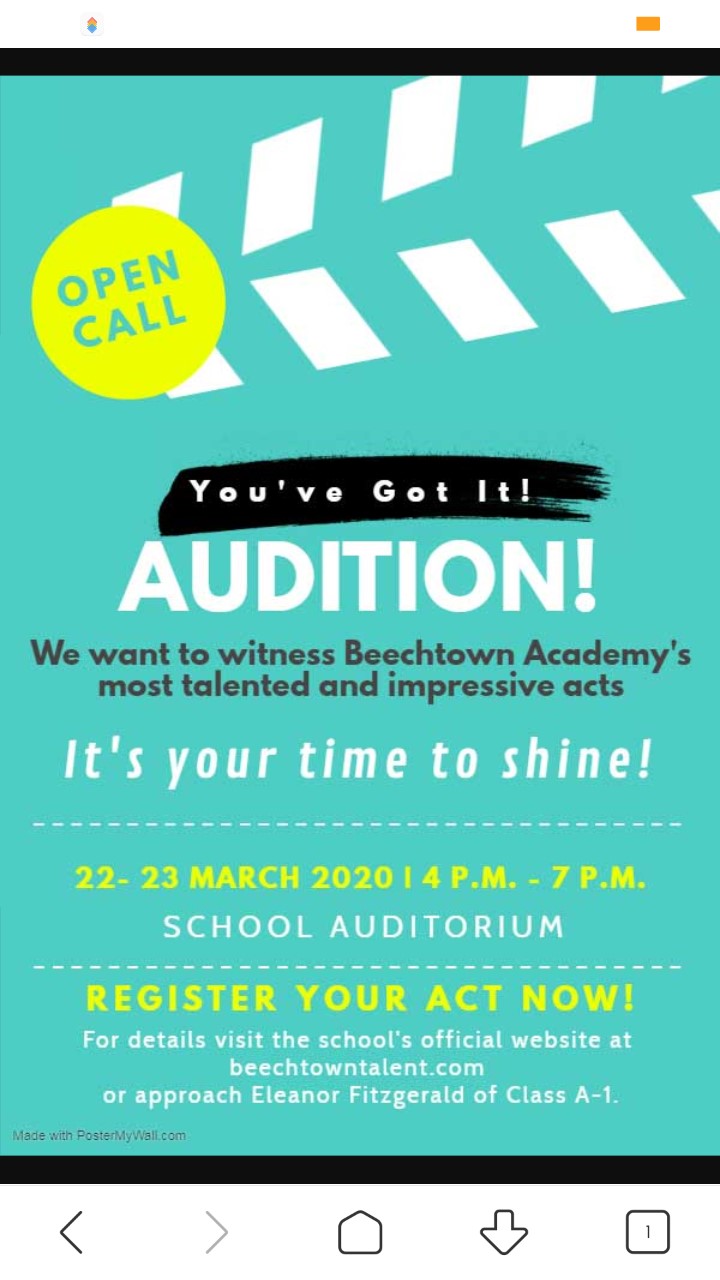 OPEN
CALL
You've Got It!
AUDITION!
We want to witness Beechtown Academy's
most talented and impressive acts
It's your time to shine!
22- 23 MARCH 2020 | 4 P.M. - 7 P.M.
SCHOOL AUDITORIUM
REGISTER YOUR ACT NOW!
For details visit the school's official website at
beechtowntalent.com
or approach Eleanor Fitzgerald of Class A-1.
Made with PosterMyWall.com
1